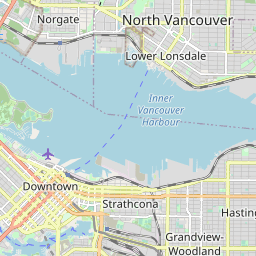 Norgate
North Vancouver
Lower Lonsdale
Inner
Vancouver
Harbour
Downtown
Strathcona
Hasting
Grandview-
Woodland